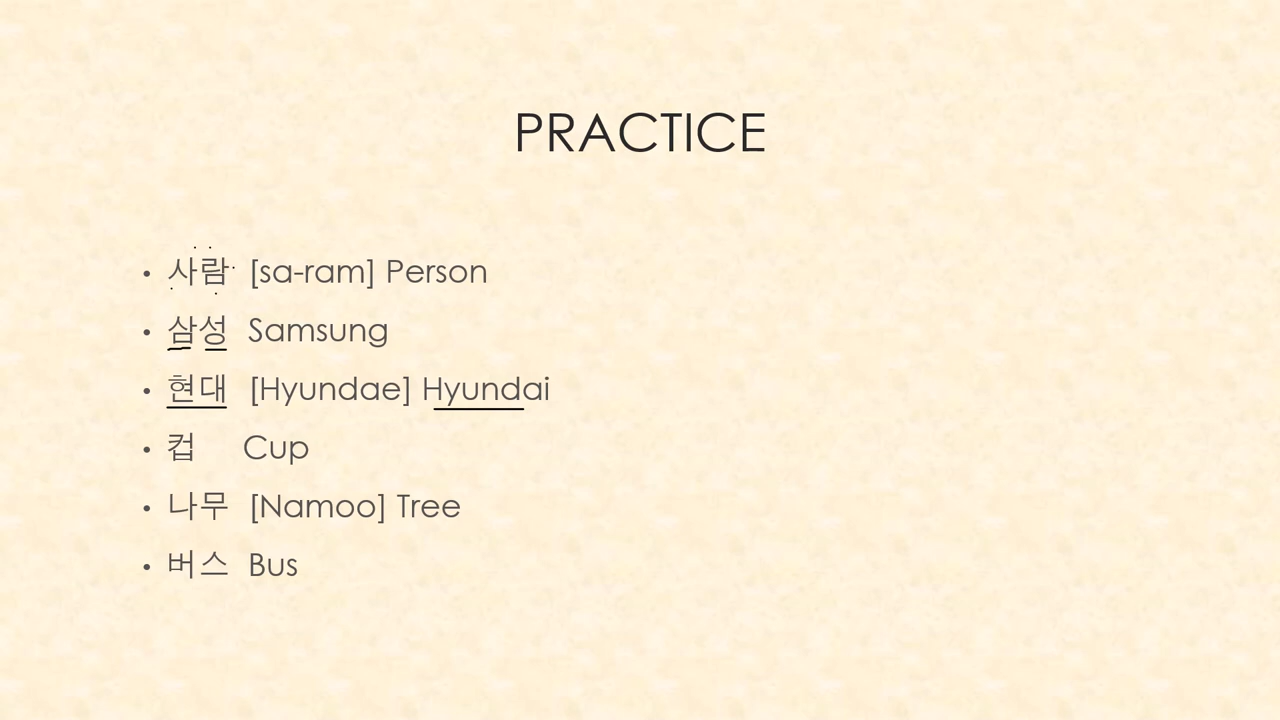 PRACTICE
• 사람 [sa-ram] Person
• 삼성 Samsung
• 현대 [Hyundae] Hyundai
• 컵 Cup
• 나무 [Namoo] Tree
• 버스 Bus